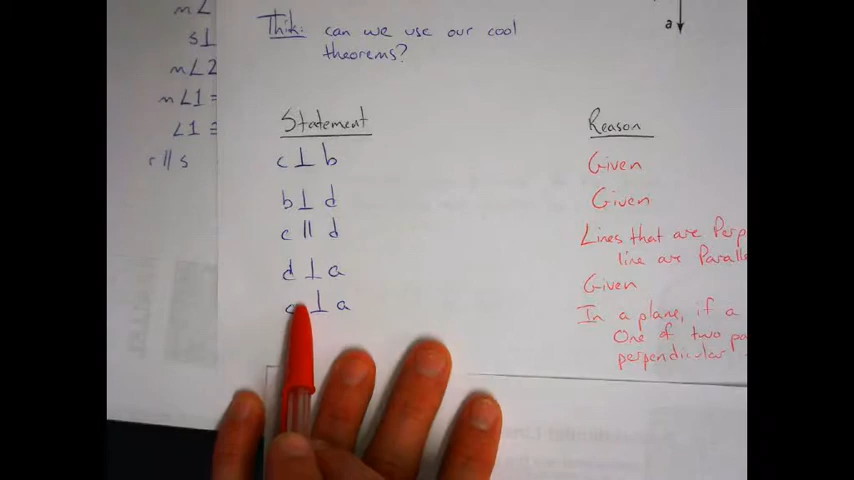 m∠
s⊥
m∠2
m∠1 =
∠1 ≅
r ∥ s
Thik: can we use our cool
theorems?
a
Statement
Reason
c ⊥ b
Given
b ⊥ d
Given
c ∥ d
Lines that are Perp
line are Paralle
d ⊥ a
Given
⊥ a
In a plane, if a
One of two pa
perpendicular